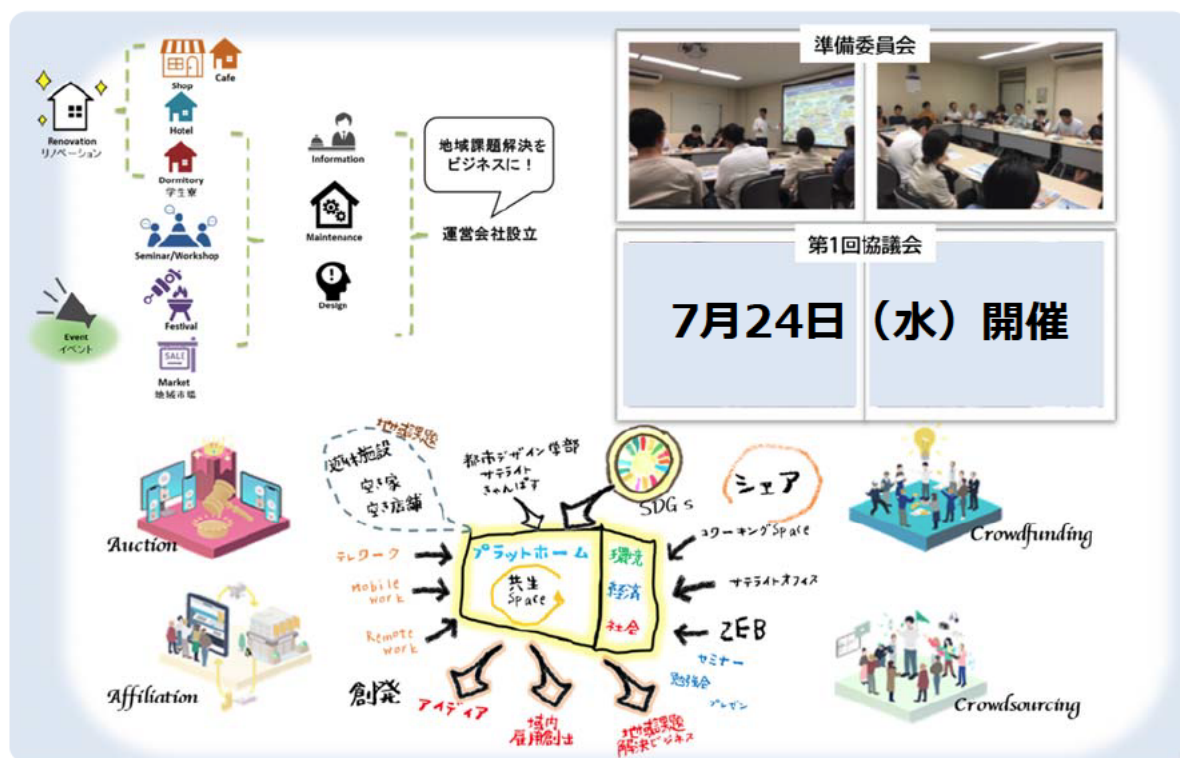 Renovation
リノベーション
Shop
Cafe
Hotel
Dormitory
学生寮
Seminar/Workshop
Festival
Market
地域市場
Event
イベント
Information
Maintenance
Design
地域課題解決を
ビジネスに！
運営会社設立
準備委員会
第1回協議会
7月24日（水）開催
SALE
Auction
Affiliation
Crowdfunding
Crowdsourcing
地域課題
遊休施設
空き家
空き店舗
都市デザイン学部
サテライト
きゃんぱす
SDGs
シェア
プラットホーム
共生
Space
環境
経済
社会
テレワーク
Mobile
work
Remote
work
コワーキングSpace
サテライトオフィス
ZEB
セミナー
勉強会
プレゼン
創発
アイディア
域内
雇用創出
地域課題
解決ビジネス